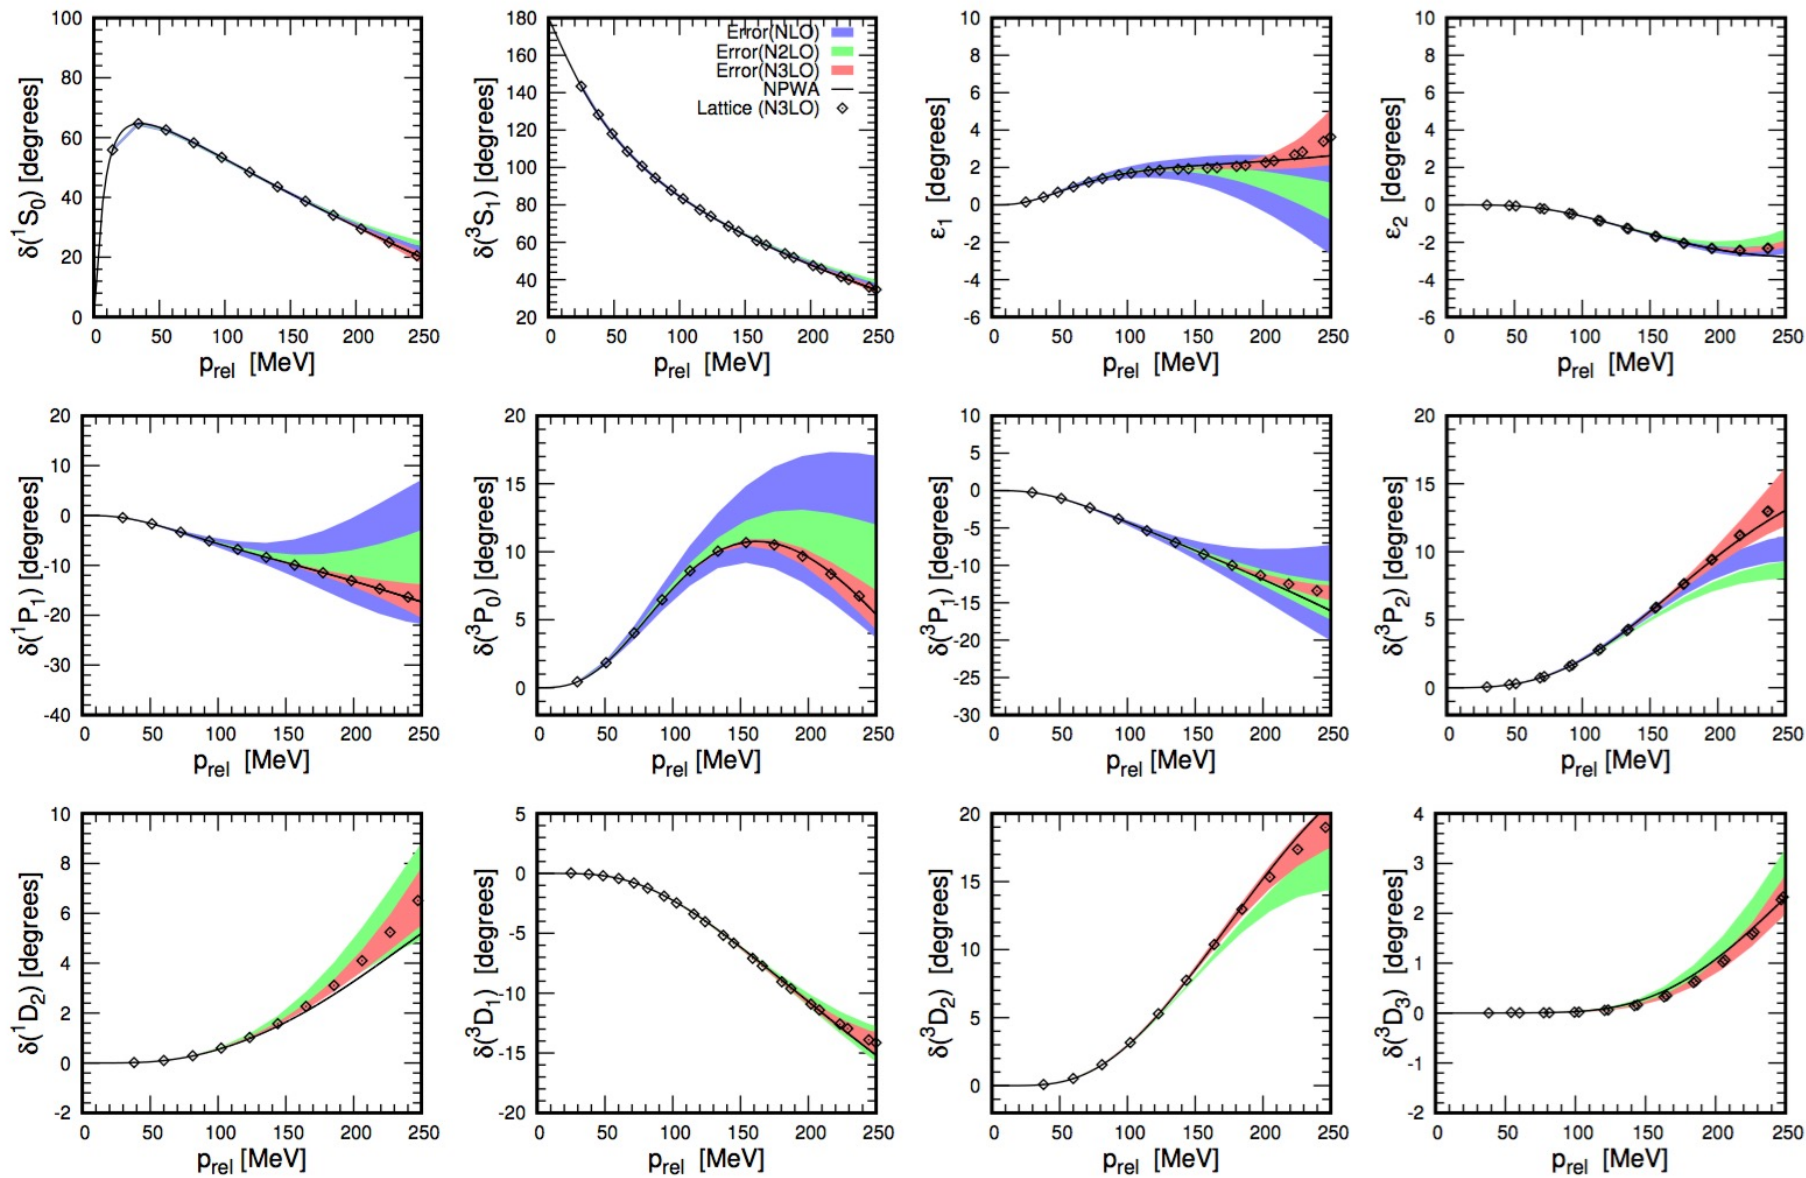 100
80
60
40
20
0
δ(¹S₀) [degrees]
0 50 100 150 200 250
p_rel [MeV]
180
160
140
120
100
80
60
40
20
δ(³S₁) [degrees]
Error(NLO)
Error(N2LO)
Error(N3LO)
NPWA
Lattice (N3LO)
0 50 100 150 200 250
p_rel [MeV]
10
8
6
4
2
0
-2
-4
-6
ε₁ [degrees]
0 50 100 150 200 250
p_rel [MeV]
10
8
6
4
2
0
-2
-4
-6
ε₂ [degrees]
0 50 100 150 200 250
p_rel [MeV]
20
10
0
-10
-20
-30
-40
δ(¹P₁) [degrees]
0 50 100 150 200 250
p_rel [MeV]
20
15
10
5
0
δ(³P₀) [degrees]
0 50 100 150 200 250
p_rel [MeV]
10
5
0
-5
-10
-15
-20
-25
-30
δ(³P₁) [degrees]
0 50 100 150 200 250
p_rel [MeV]
20
15
10
5
0
δ(³P₂) [degrees]
0 50 100 150 200 250
p_rel [MeV]
10
8
6
4
2
0
-2
δ(¹D₂) [degrees]
0 50 100 150 200 250
p_rel [MeV]
5
0
-5
-10
-15
-20
δ(³D₁) [degrees]
0 50 100 150 200 250
p_rel [MeV]
20
15
10
5
0
δ(³D₂) [degrees]
0 50 100 150 200 250
p_rel [MeV]
4
3
2
1
0
-1
-2
δ(³D₃) [degrees]
0 50 100 150 200 250
p_rel [MeV]